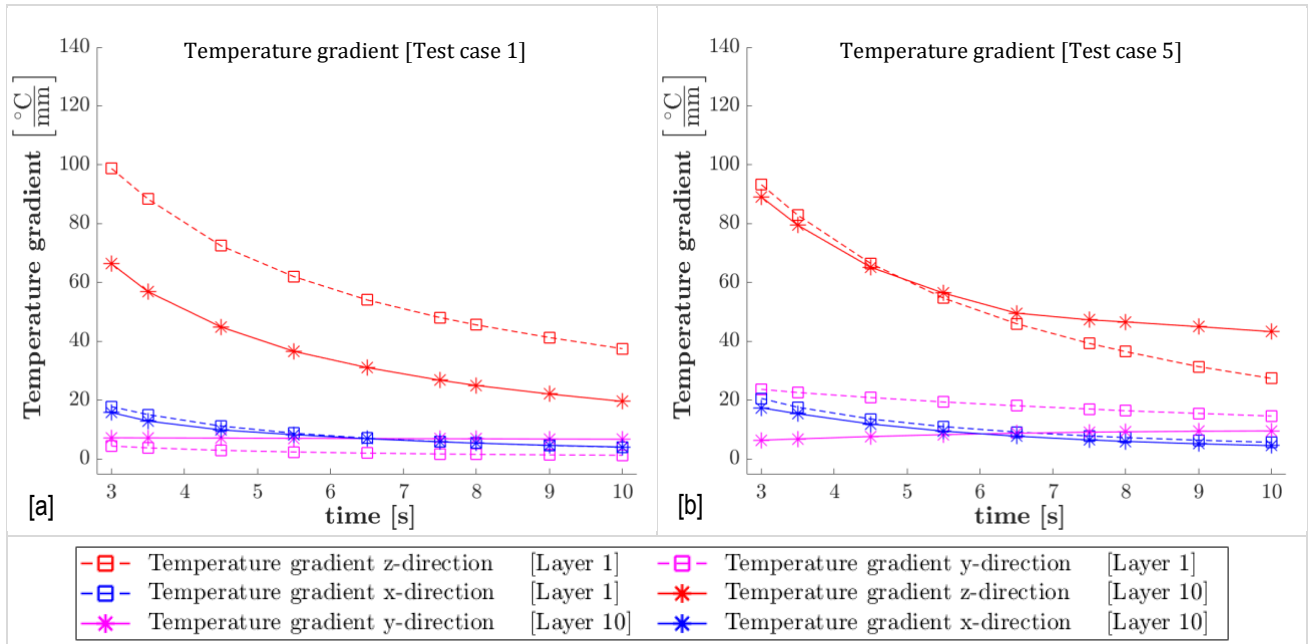 Temperature gradient [Test case 1]
Temperature gradient [°C/mm]
140
120
100
80
60
40
20
0
3 4 5 6 7 8 9 10
time [s]
[a]
Temperature gradient [Test case 5]
Temperature gradient [°C/mm]
140
120
100
80
60
40
20
0
3 4 5 6 7 8 9 10
time [s]
[b]
Temperature gradient z-direction [Layer 1]
Temperature gradient x-direction [Layer 1]
Temperature gradient y-direction [Layer 10]
Temperature gradient y-direction [Layer 1]
Temperature gradient z-direction [Layer 10]
Temperature gradient x-direction [Layer 10]